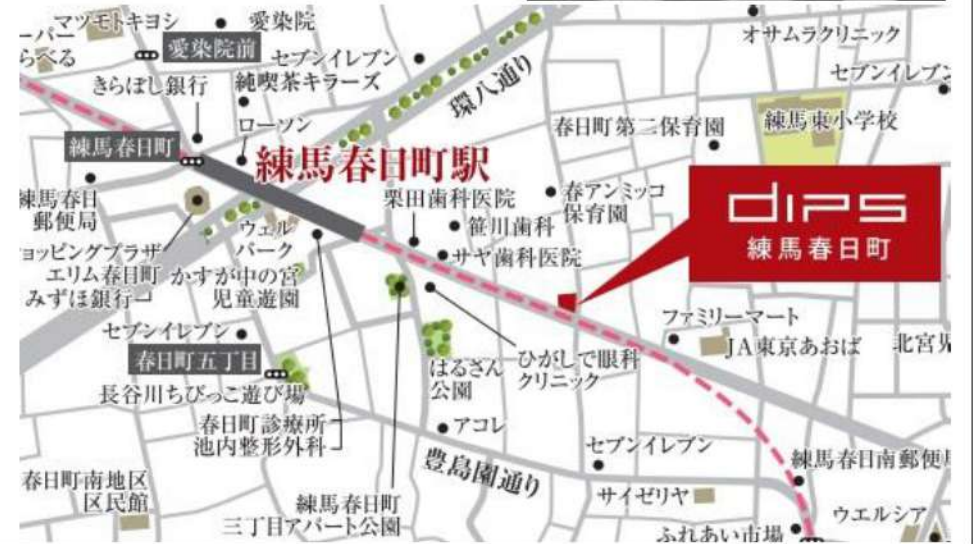 マツモトキヨシ
愛染院
オサムラクリニック
ーパー
らべる
愛染院前
セブンイレブン
純喫茶キラーズ
きらぼし銀行
環八通り
セブンイレブン
ローソン
春日町第二保育園
練馬東小学校
練馬春日町
練馬春日町駅
練馬春日
郵便局
栗田歯科医院
春アンミッコ
保育園
dips
練馬春日町
笹川歯科
ウェル
パーク
サヤ歯科医院
ョッピングプラザ
エリム春日町
みずほ銀行
かすが中の宮
児童遊園
セブンイレブン
ファミリーマート
JA東京あおば
北宮
春日町五丁目
はるさん
公園
ひがしで眼科
クリニック
長谷川ちびっこ遊び場
春日町診療所
池内整形外科
アコレ
セブンイレブン
豊島園通り
練馬春日南郵便
春日町南地区
区民館
練馬春日町
三丁目アパート公園
サイゼリヤ
ウエルシア
ふれあい市場